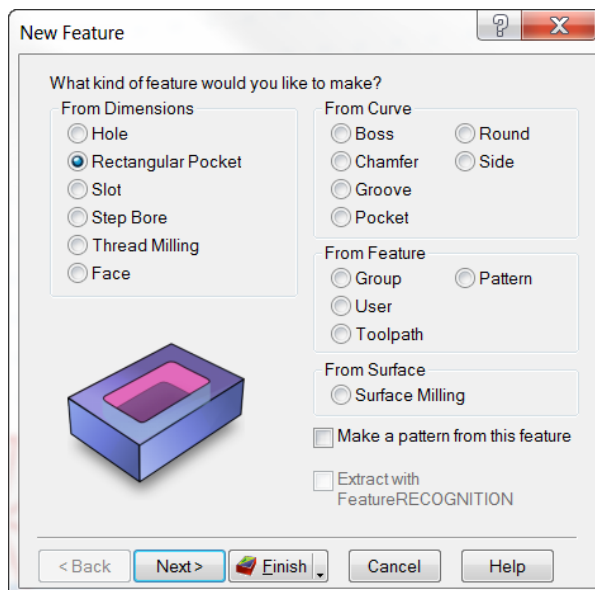 New Feature
What kind of feature would you like to make?
From Dimensions
Hole
Rectangular Pocket
Slot
Step Bore
Thread Milling
Face
From Curve
Boss
Round
Chamfer
Side
Groove
Pocket
From Feature
Group
Pattern
User
Toolpath
From Surface
Surface Milling
Make a pattern from this feature
Extract with
FeatureRECOGNITION
< Back
Next >
Finish
Cancel
Help